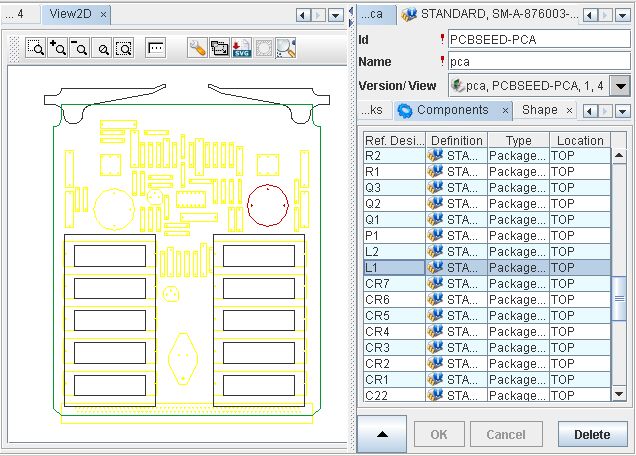 ... 4 View2D
SVG
...ca STANDARD, SM-A-876003-...
Id PCBSEED-PCA
Name pca
Version/View pca, PCBSEED-PCA, 1, 4
...ks Components Shape
Ref. Desi... Definition Type Location
R2 STA... Package... TOP
R1 STA... Package... TOP
Q3 STA... Package... TOP
Q2 STA... Package... TOP
Q1 STA... Package... TOP
P1 STA... Package... TOP
L2 STA... Package... TOP
L1 STA... Package... TOP
CR7 STA... Package... TOP
CR6 STA... Package... TOP
CR5 STA... Package... TOP
CR4 STA... Package... TOP
CR3 STA... Package... TOP
CR2 STA... Package... TOP
CR1 STA... Package... TOP
C22 STA... Package... TOP
OK Cancel Delete